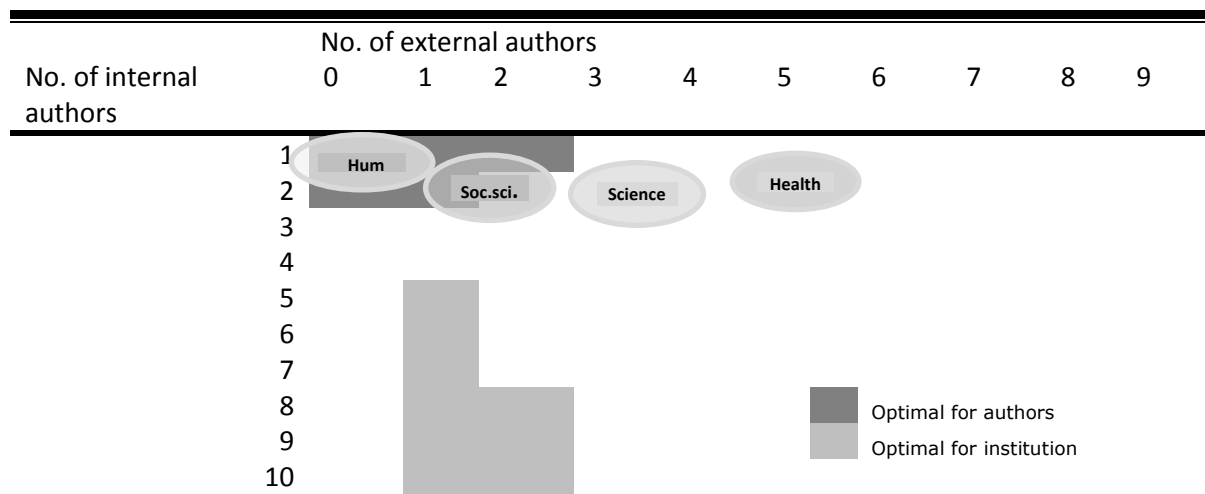 No. of external authors
No. of internal authors 0 1 2 3 4 5 6 7 8 9
1 Hum
2 Soc.sci. Science Health
3
4
5
6
7
8 Optimal for authors
9 Optimal for institution
10